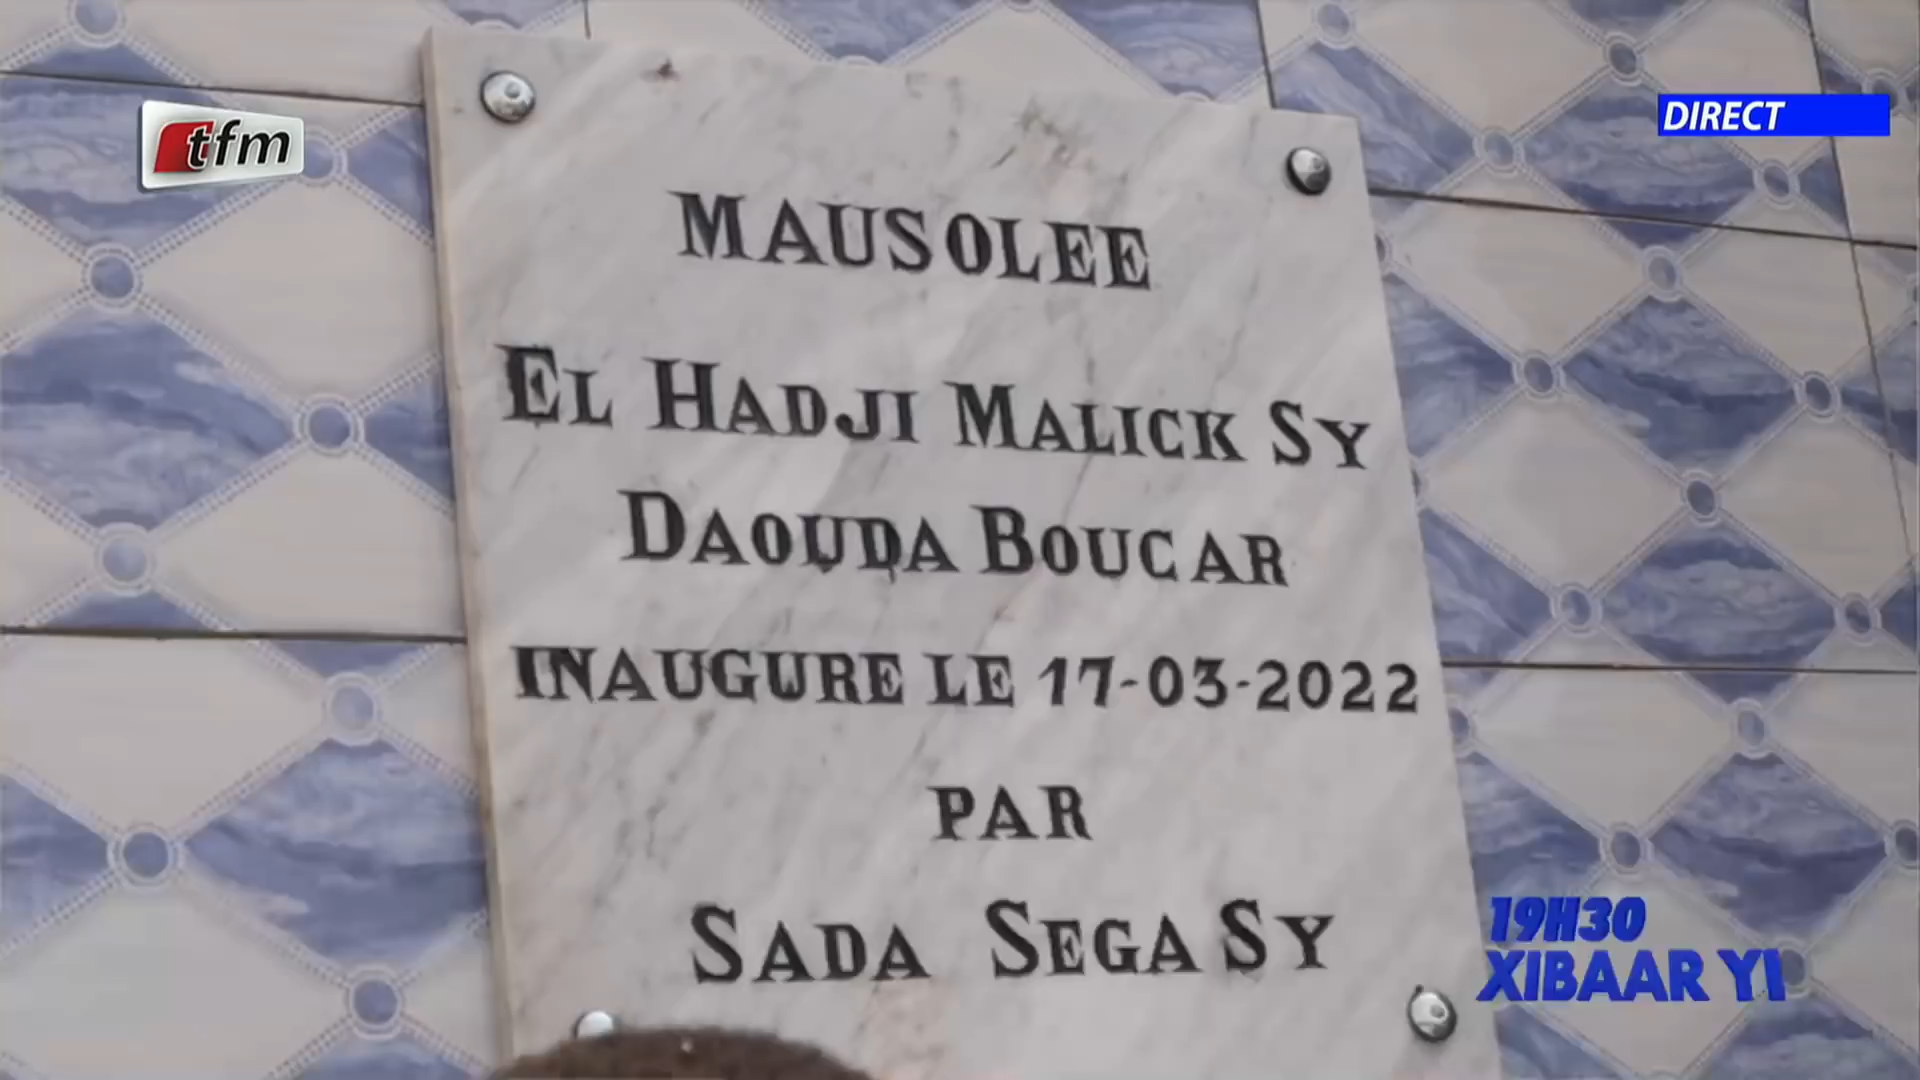 tfm
DIRECT
MAUSOLEE
EL HADJI MALICK SY
DAOUDA BOUCAR
INAUGURE LE 17-03-2022
PAR
SADA SEGA SY
19H30
XIBAAR YI